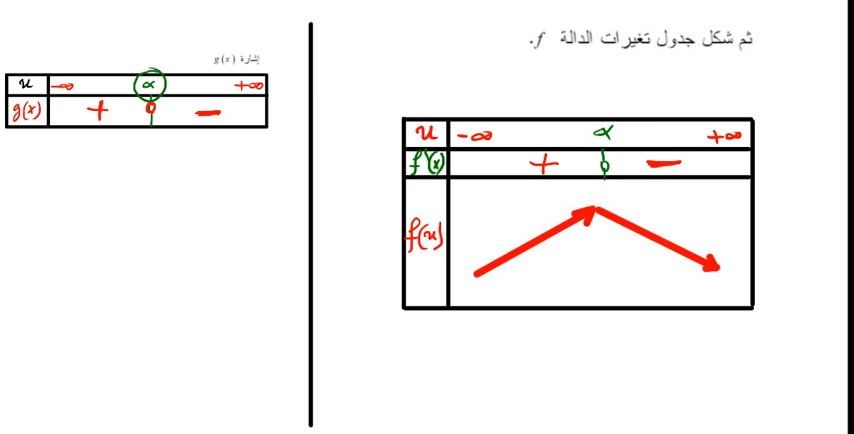 ثم شكل جدول تغيرات الدالة f.
إشارة g(x)
x -∞ α +∞
g(x) + 0 -
x -∞ α +∞
f'(x) + 0 -
f(x)